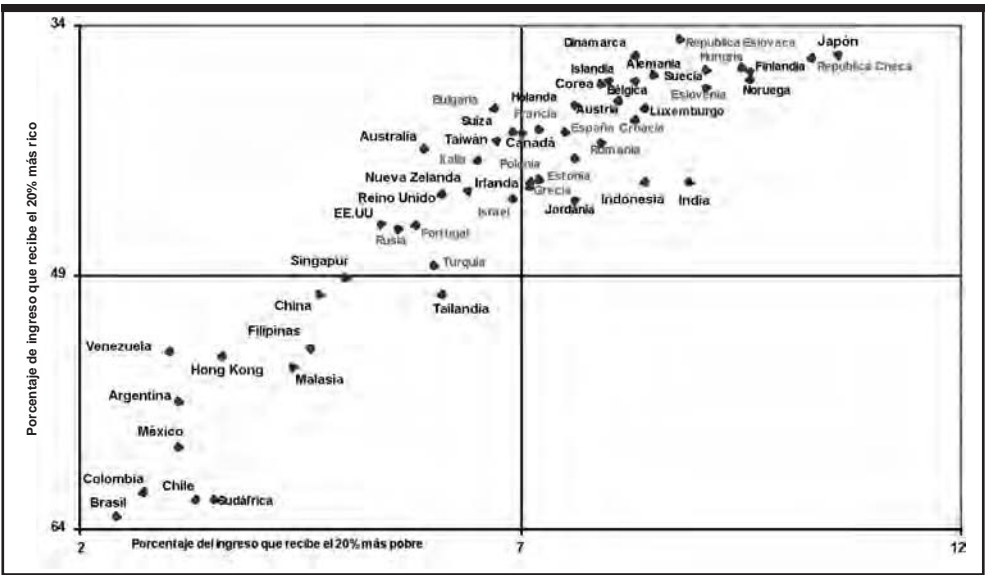 34
Dinamarca
Republica Eslovaca
Japón
Hungria
Alemania
Islandia
Suecia
Finlandia
Republica Checa
Corea
Bélgica
Noruega
Eslovenia
Holanda
Bulgaria
Austria
Luxemburgo
Francia
Suiza
España
Croacia
Australia
Taiwán
Canadá
Rumania
Italia
Polonia
Nueva Zelanda
Irlanda
Estonia
Grecia
Reino Unido
Israel
Jordania
Indonesia
India
EE.UU
Rusia
Portugal
Singapur
Turquia
49
China
Tailandia
Filipinas
Venezuela
Hong Kong
Malasia
Argentina
México
Colombia
Chile
Sudáfrica
Brasil
64
2
7
12
Porcentaje del ingreso que recibe el 20% más pobre
Porcentaje de ingreso que recibe el 20% más rico